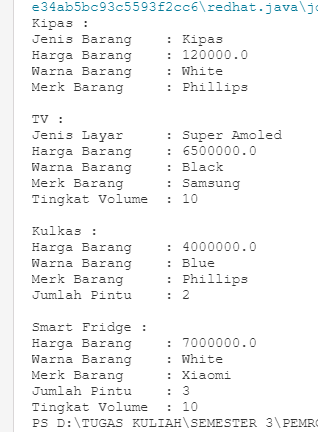 e34ab5bc93c5593f2cc6\redhat.java\
Kipas :
Jenis Barang    : Kipas
Harga Barang    : 120000.0
Warna Barang    : White
Merk Barang     : Phillips

TV :
Jenis Layar     : Super Amoled
Harga Barang    : 6500000.0
Warna Barang    : Black
Merk Barang     : Samsung
Tingkat Volume  : 10

Kulkas :
Harga Barang    : 4000000.0
Warna Barang    : Blue
Merk Barang     : Phillips
Jumlah Pintu    : 2

Smart Fridge :
Harga Barang    : 7000000.0
Warna Barang    : White
Merk Barang     : Xiaomi
Jumlah Pintu    : 3
Tingkat Volume  : 10
PS D:\TUGAS KULIAH\SEMESTER 3\PEMRO